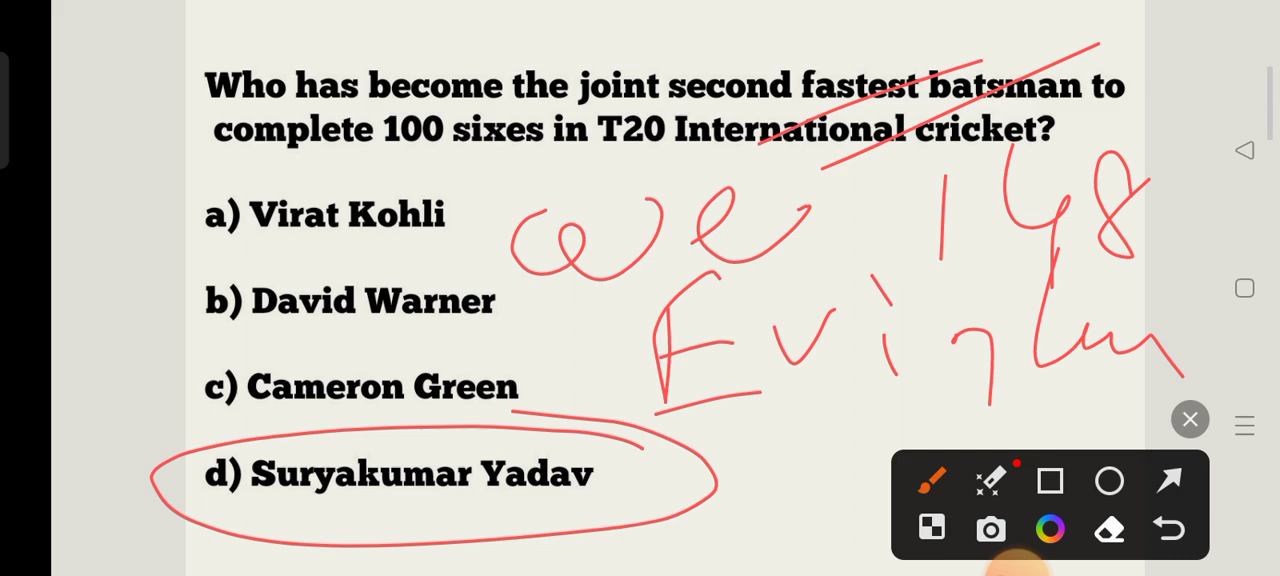 Who has become the joint second fastest batsman to
complete 100 sixes in T20 International cricket?
a) Virat Kohli
148
b) David Warner
c) Cameron Green
d) Suryakumar Yadav